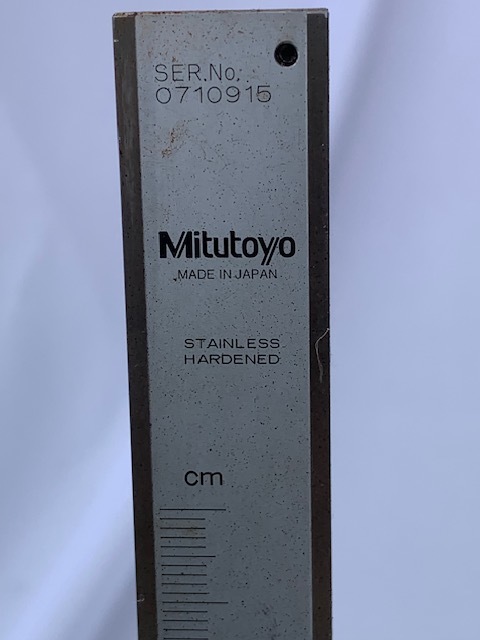 SER.No.
0710915
Mitutoyo
MADE IN JAPAN
STAINLESS
HARDENED
cm